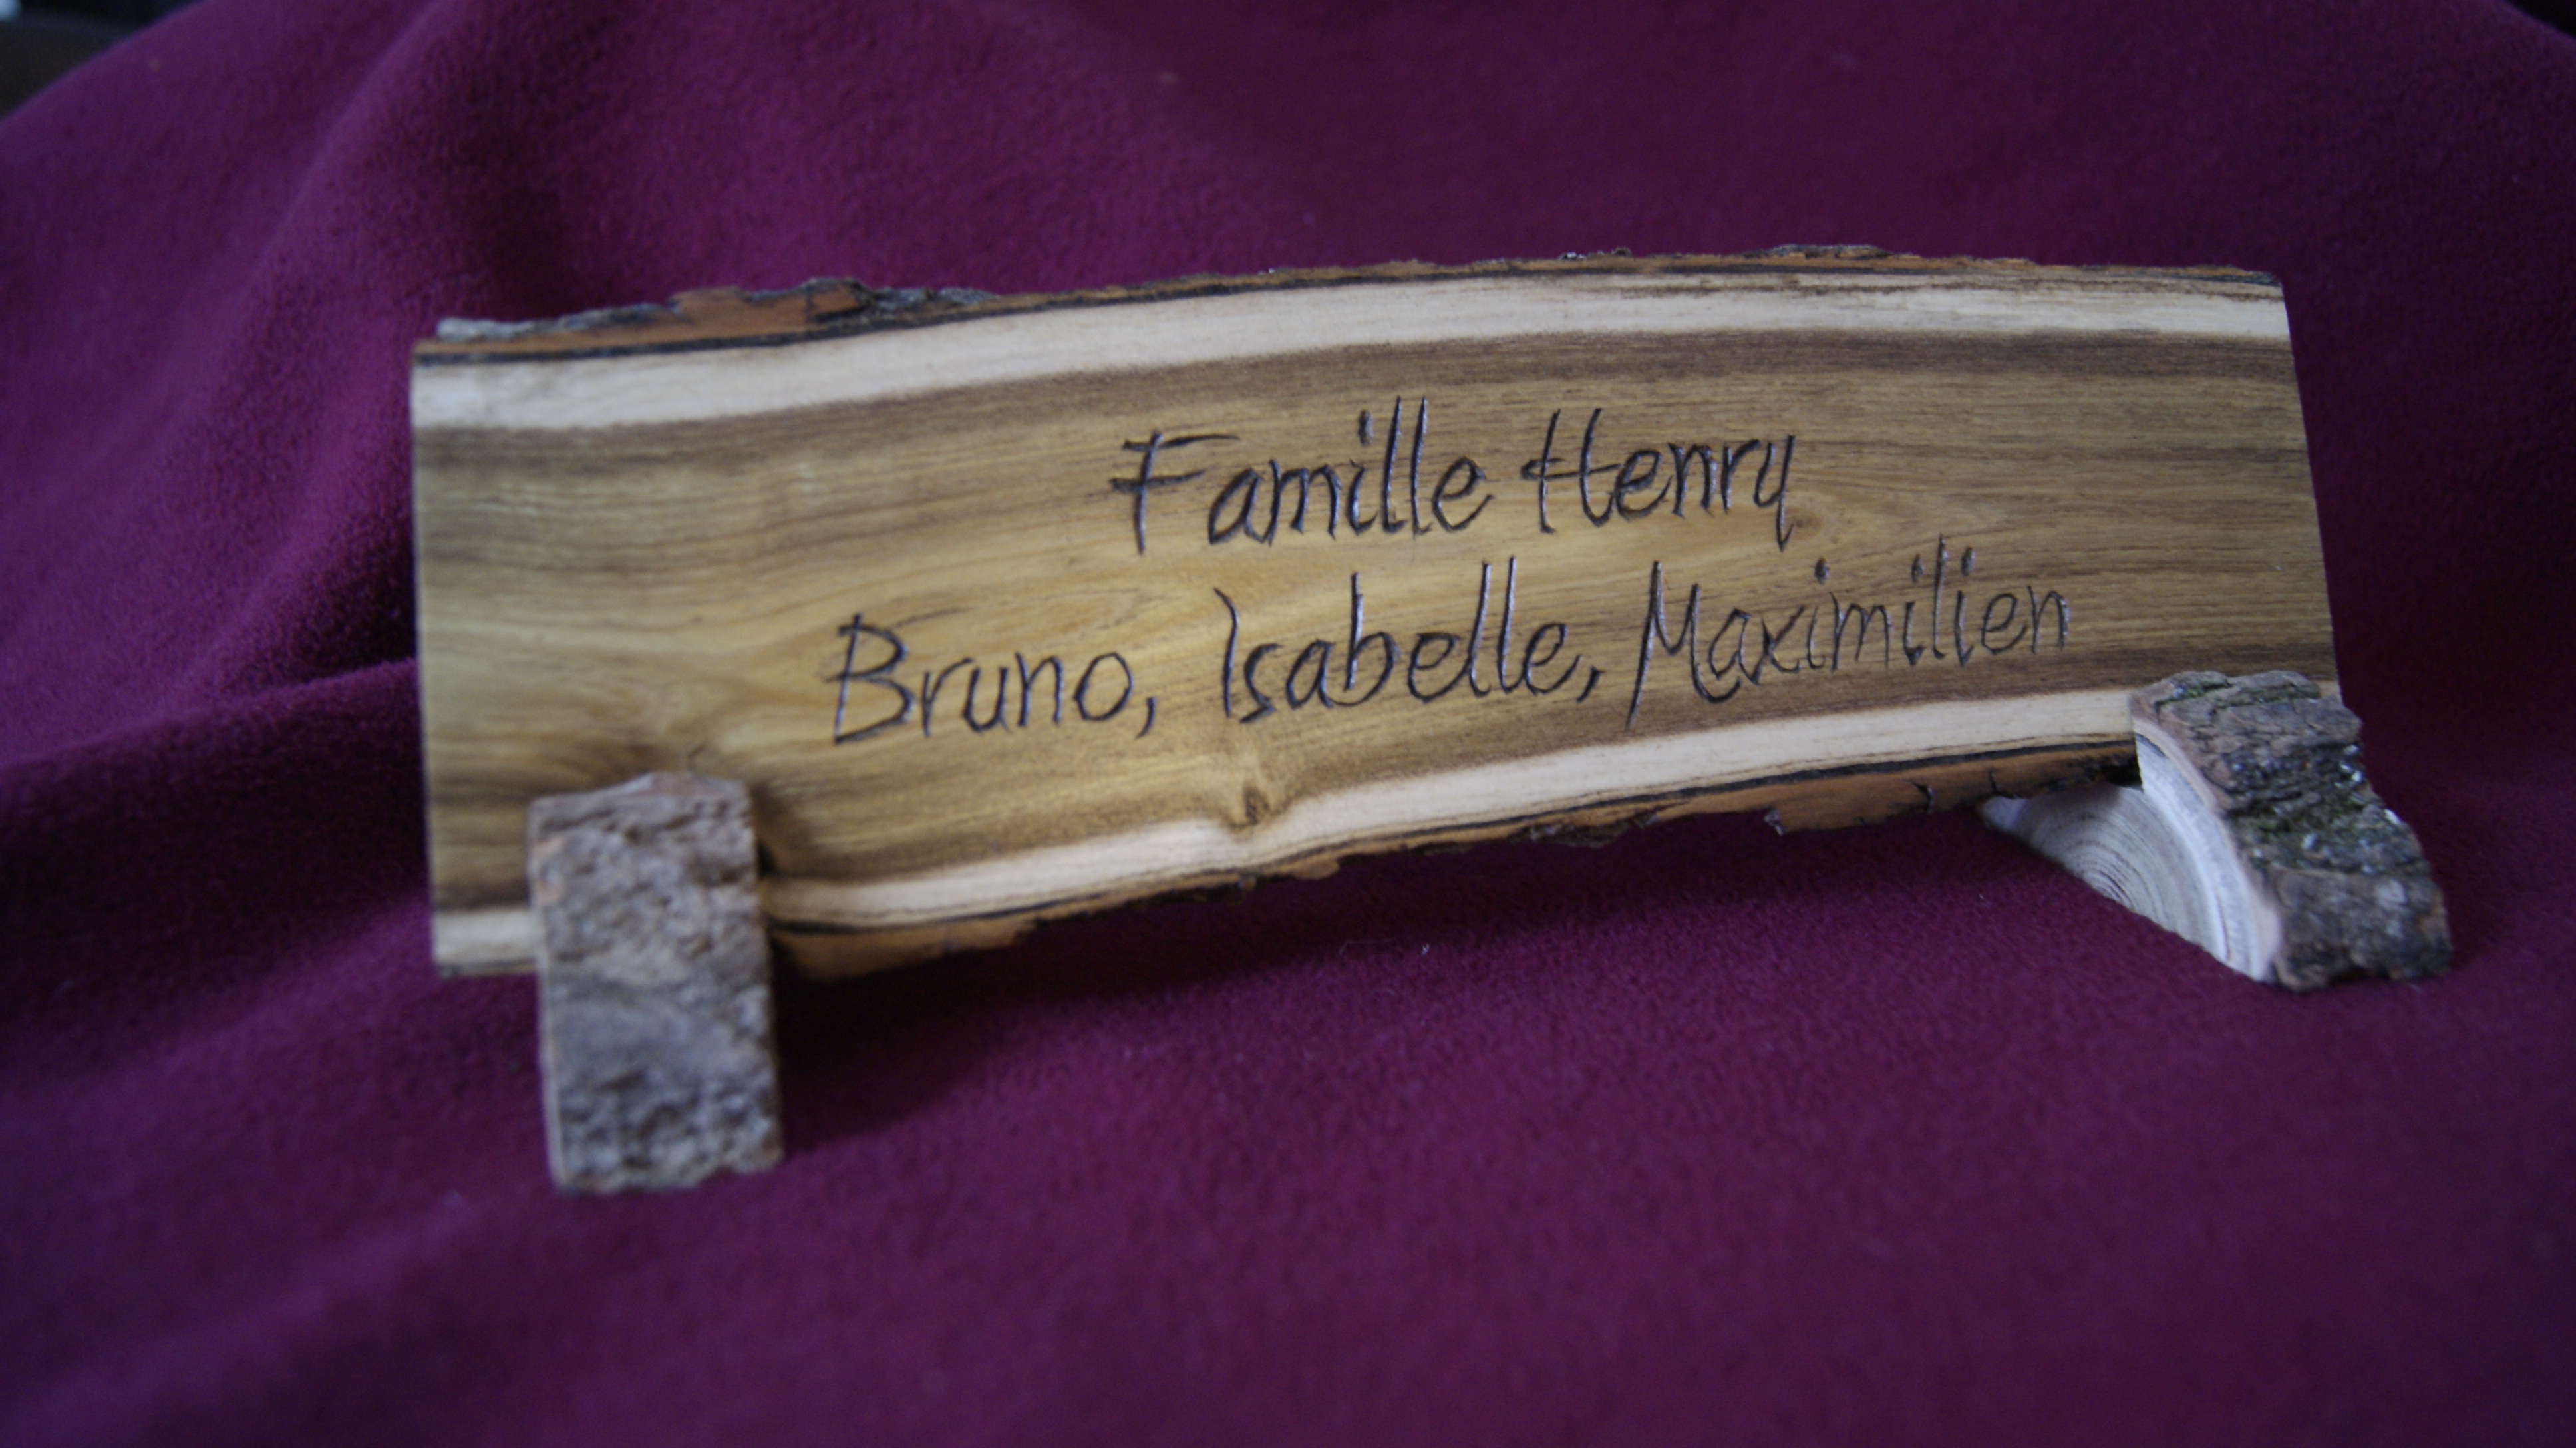 Famille Henry
Bruno, Isabelle, Maximilien